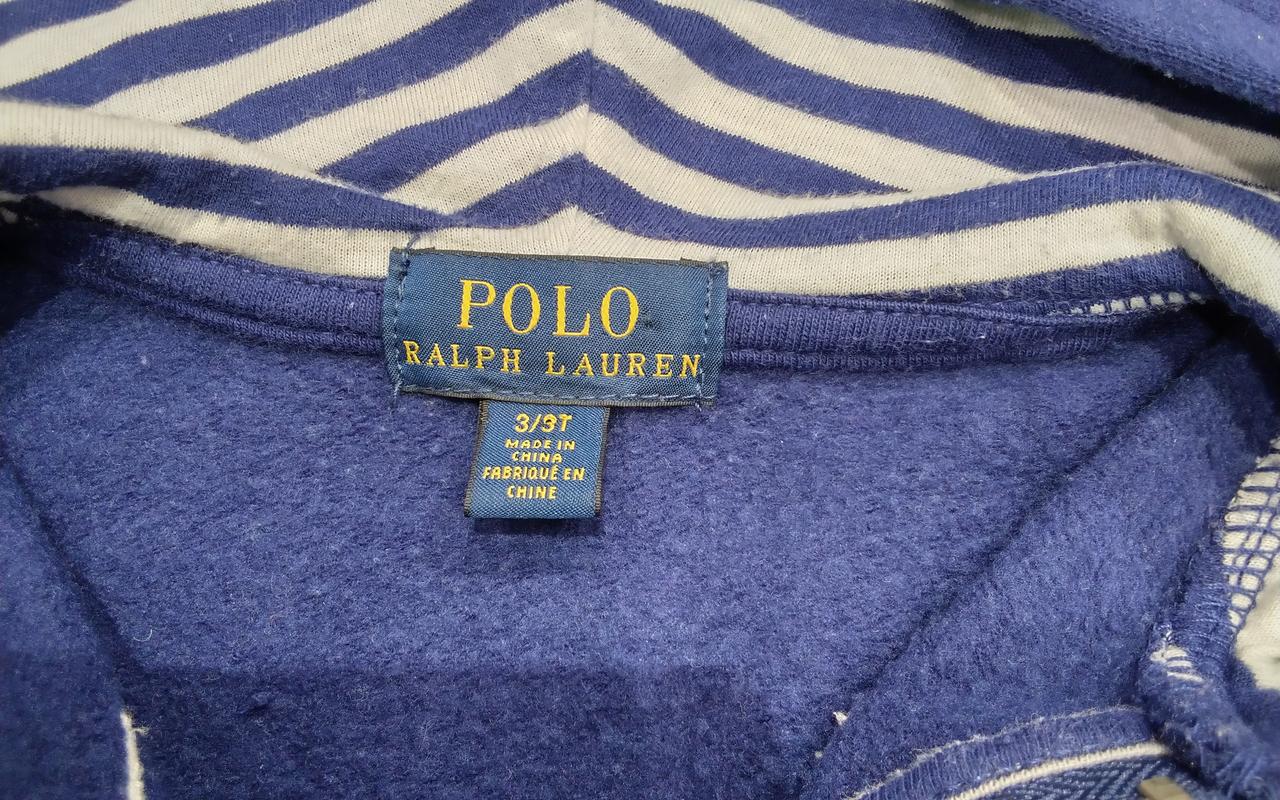 POLO
RALPH LAUREN
3/3T
MADE IN
CHINA
FABRIQUÉ EN
CHINE